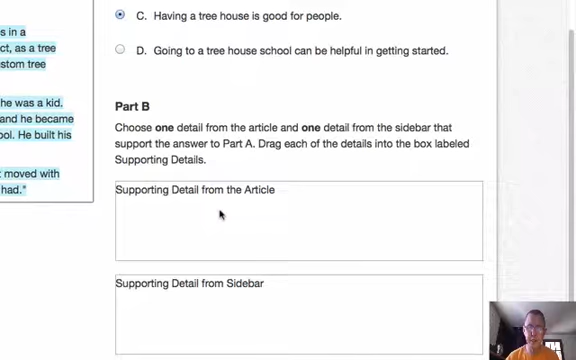 C. Having a tree house is good for people.
s in a
ct, as a tree
D. Going to a tree house school can be helpful in getting started.
stom tree
he was a kid.
and he became
ol. He built his
Part B
Choose one detail from the article and one detail from the sidebar that
support the answer to Part A. Drag each of the details into the box labeled
Supporting Details.
moved with
had."
Supporting Detail from the Article
Supporting Detail from Sidebar